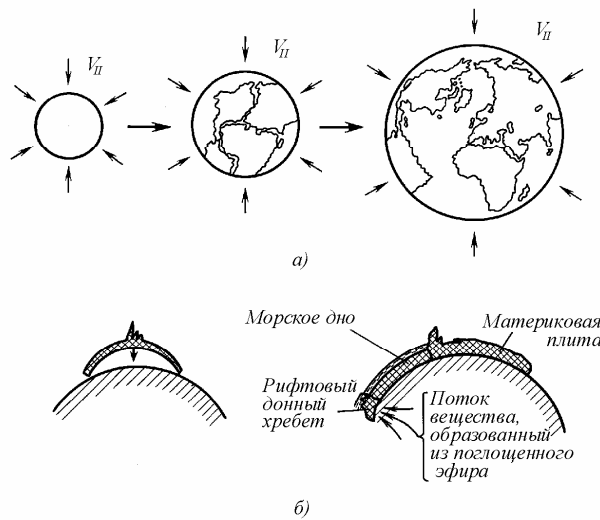 V_II
V_II
V_II
а)
Морское дно
Материковая
плита
Рифтовый
донный
хребет
Поток
вещества,
образованный
из поглощенного
эфира
б)